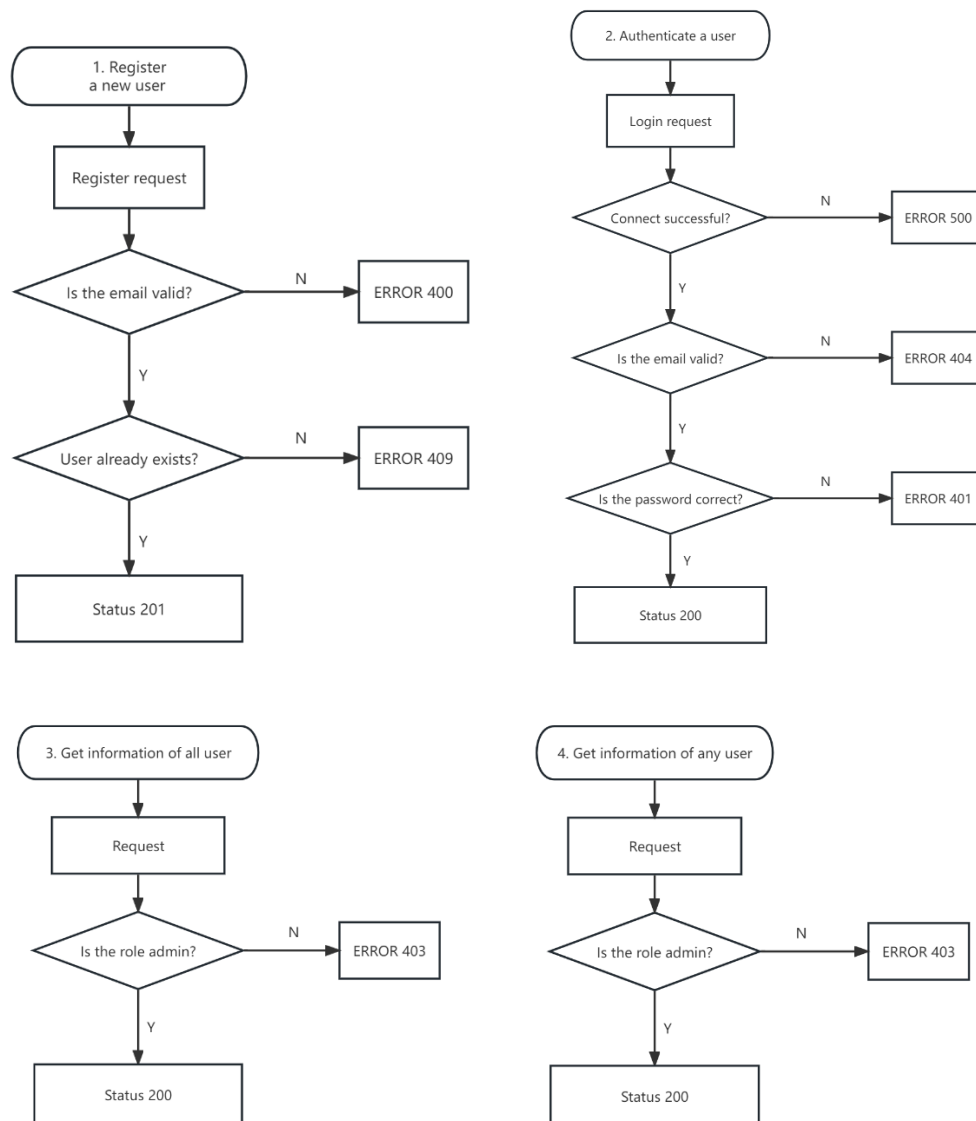 1. Register
a new user
Register request
Is the email valid?
N
ERROR 400
Y
User already exists?
N
ERROR 409
Y
Status 201
2. Authenticate a user
Login request
Connect successful?
N
ERROR 500
Y
Is the email valid?
N
ERROR 404
Y
Is the password correct?
N
ERROR 401
Y
Status 200
3. Get information of all user
Request
Is the role admin?
N
ERROR 403
Y
Status 200
4. Get information of any user
Request
Is the role admin?
N
ERROR 403
Y
Status 200